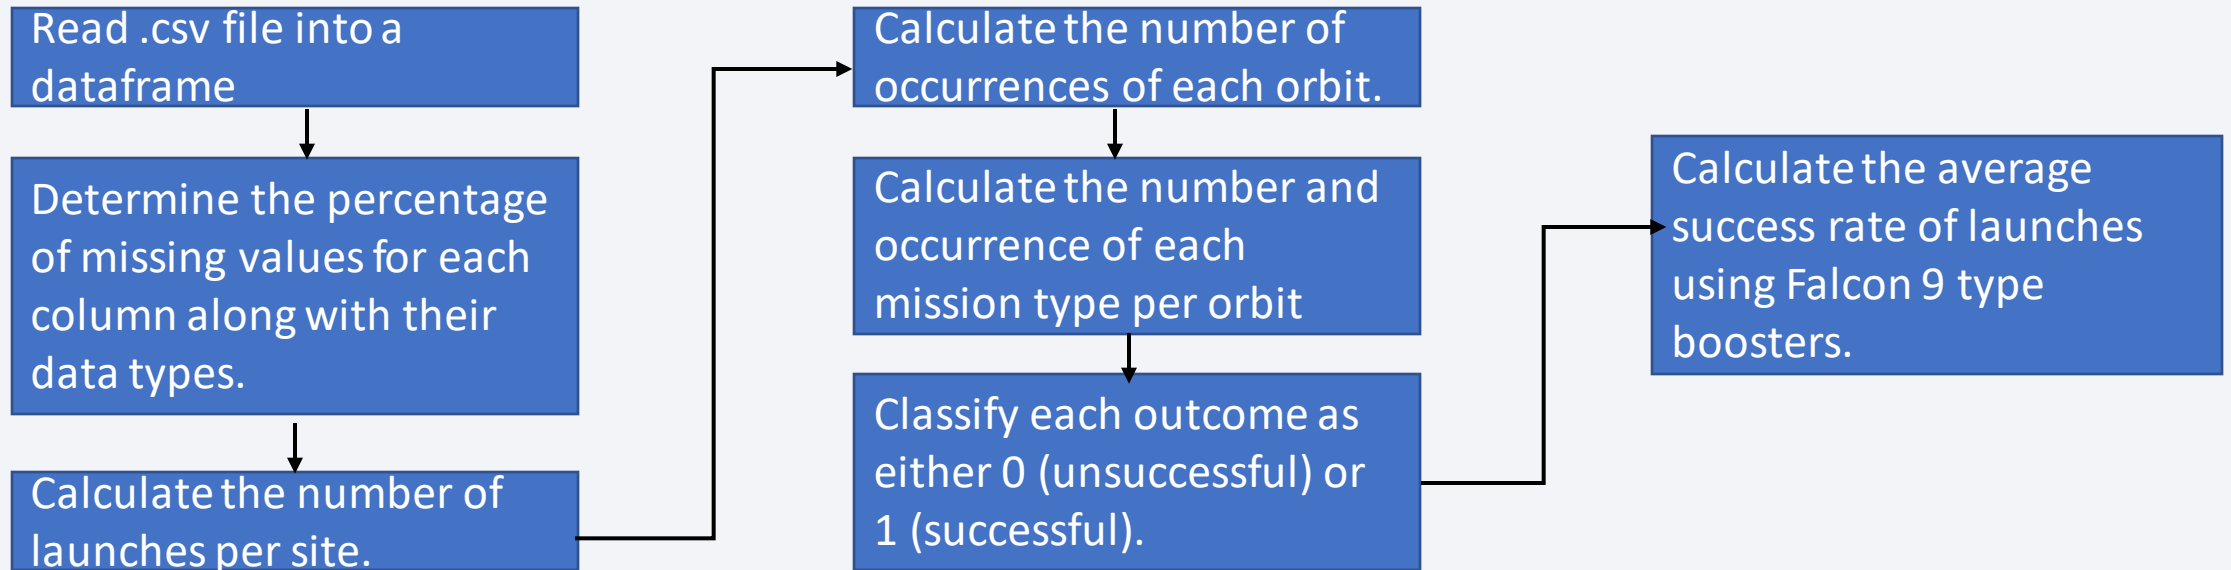 Read .csv file into a
dataframe
Determine the percentage
of missing values for each
column along with their
data types.
Calculate the number of
launches per site.
Calculate the number of
occurrences of each orbit.
Calculate the number and
occurrence of each
mission type per orbit
Classify each outcome as
either 0 (unsuccessful) or
1 (successful).
Calculate the average
success rate of launches
using Falcon 9 type
boosters.